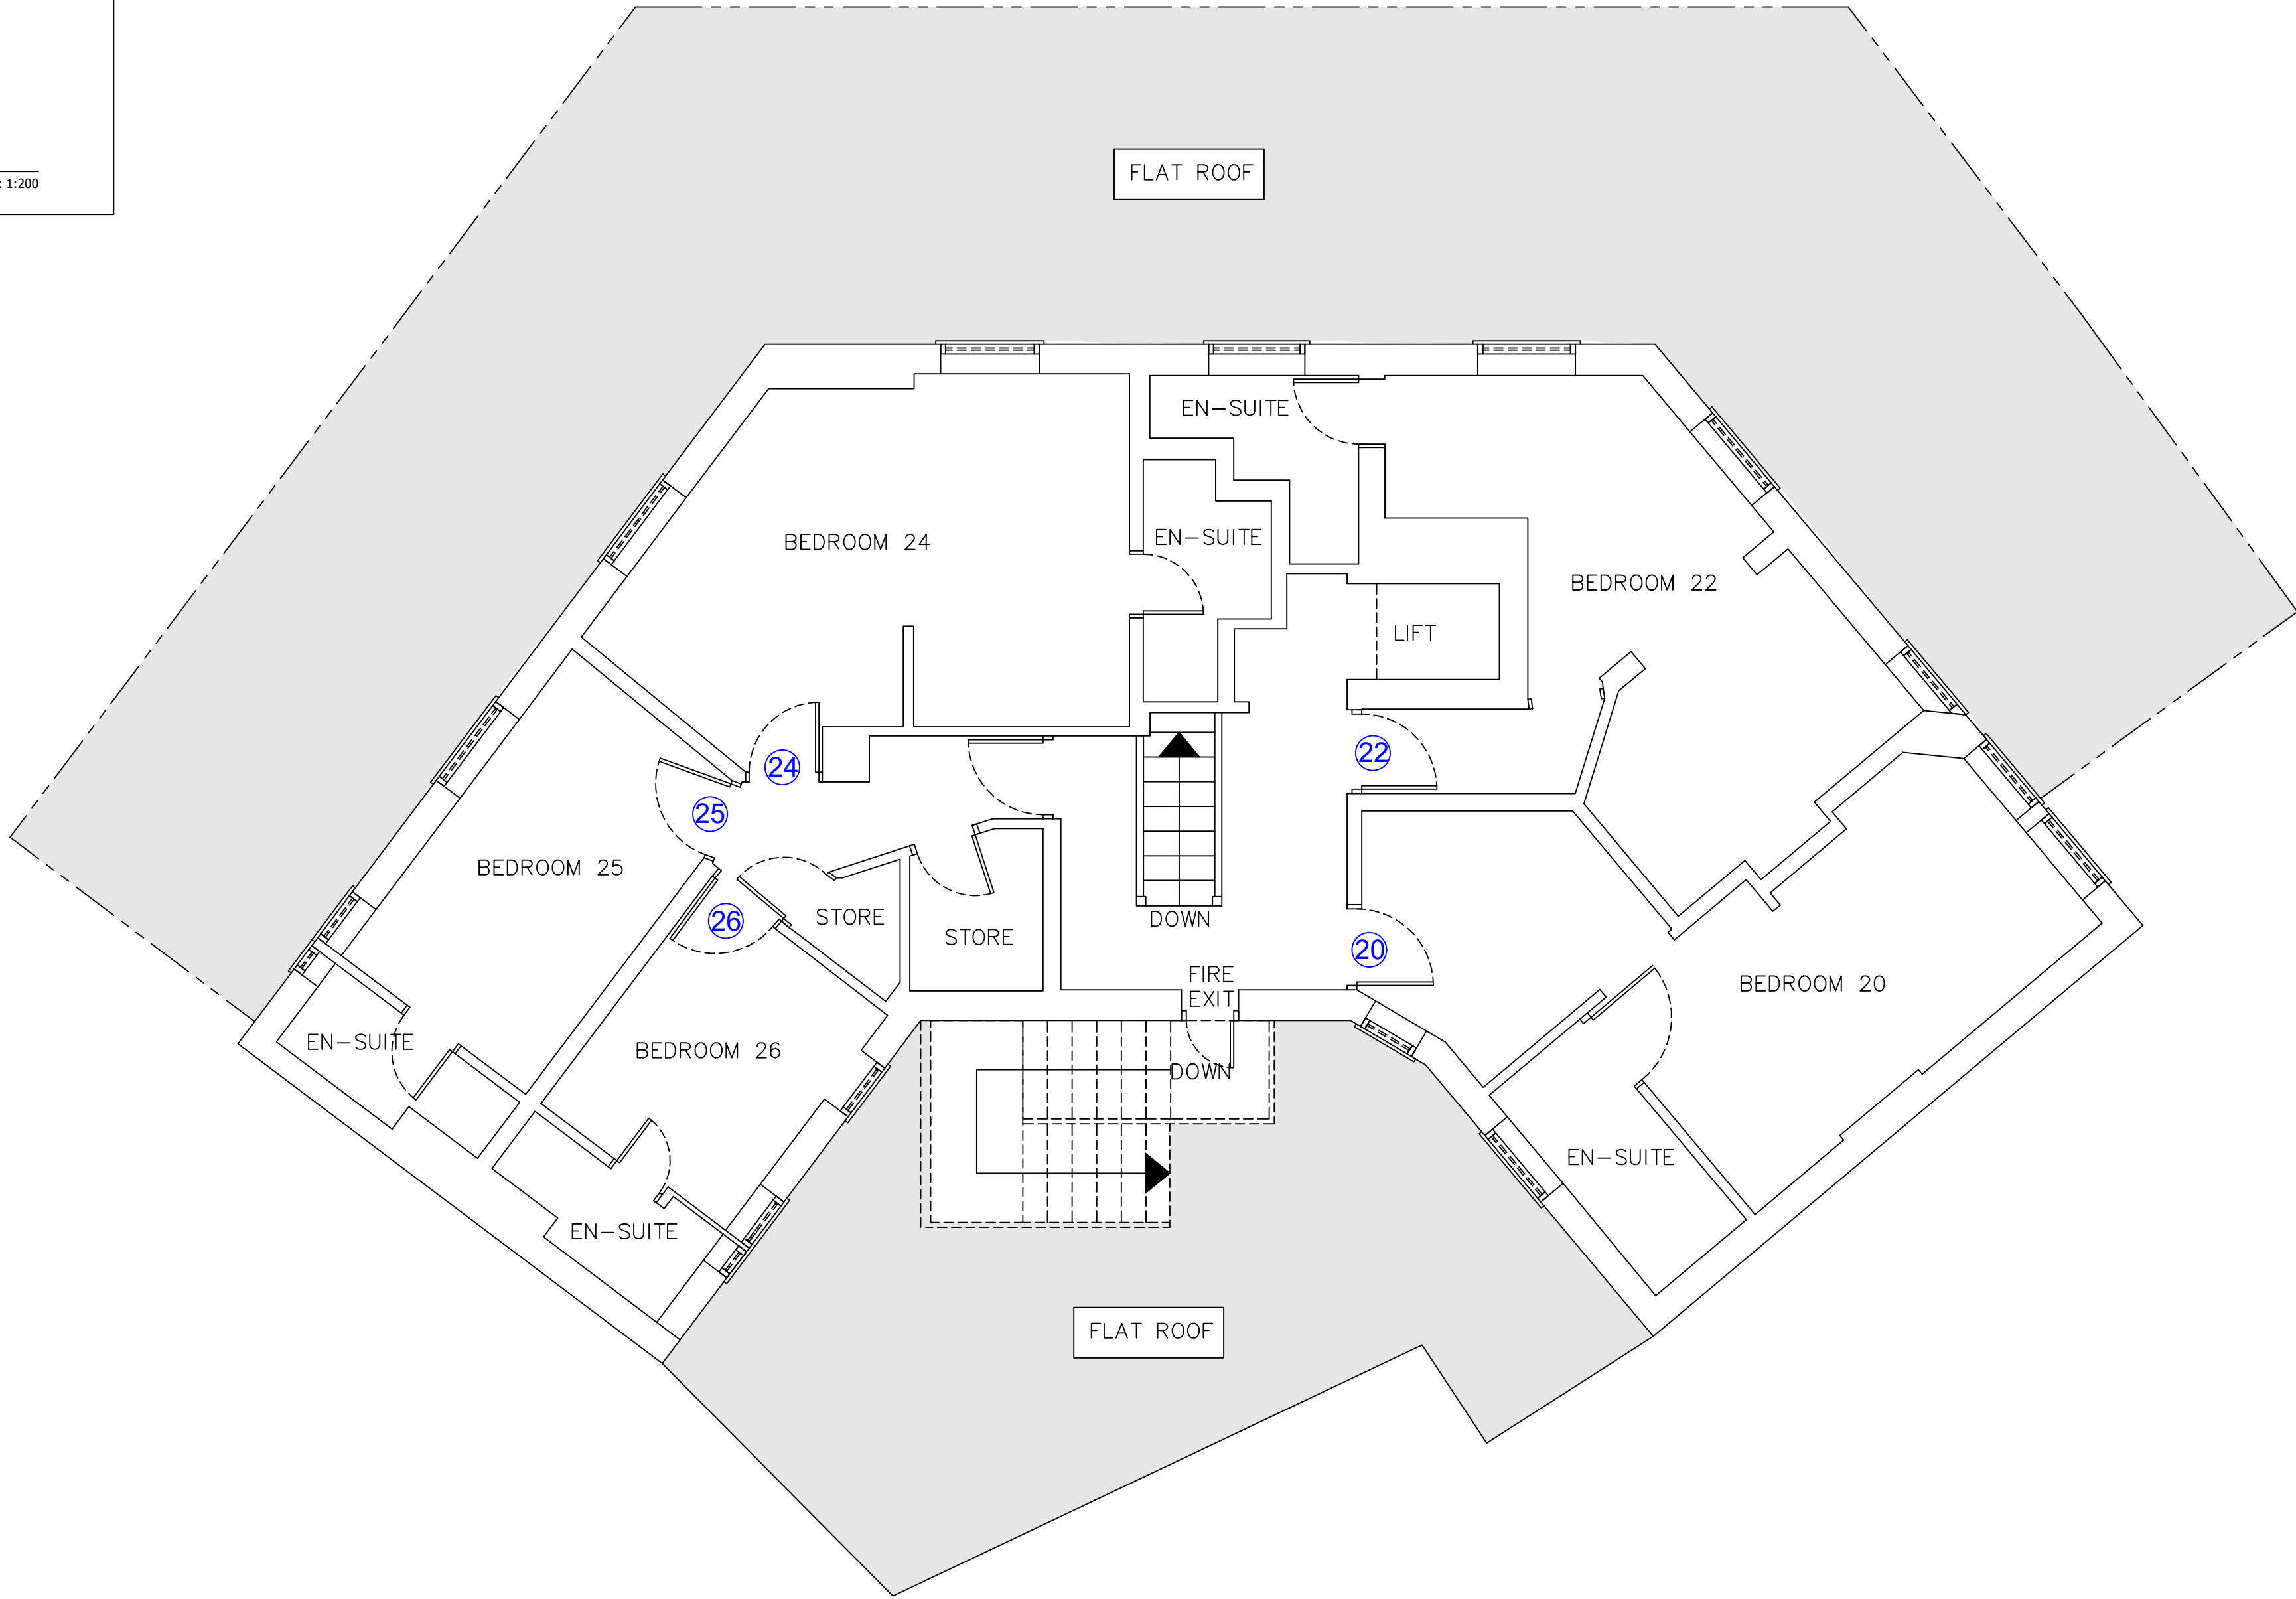 : 1:200
FLAT ROOF
EN-SUITE
EN-SUITE
BEDROOM 24
BEDROOM 22
LIFT
22
24
25
BEDROOM 25
STORE
26
STORE
DOWN
20
FIRE
EXIT
BEDROOM 20
EN-SUITE
BEDROOM 26
DOWN
EN-SUITE
EN-SUITE
FLAT ROOF